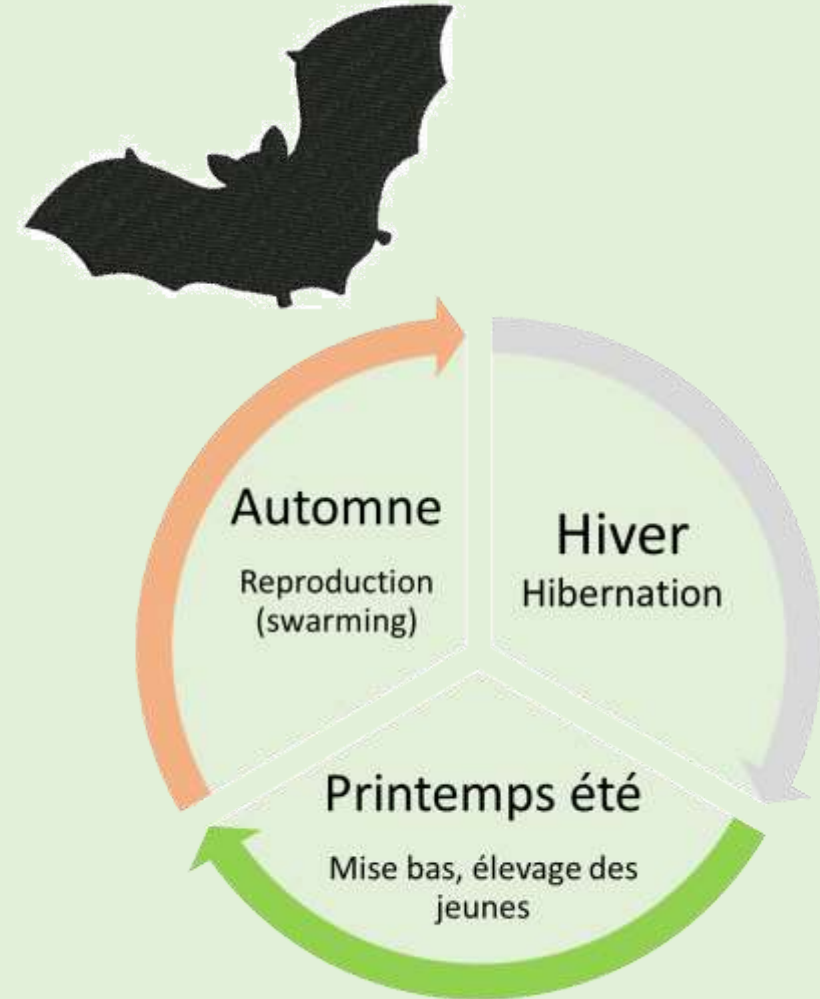 Automne
Reproduction
(swarming)
Hiver
Hibernation
Printemps été
Mise bas, élevage des
jeunes